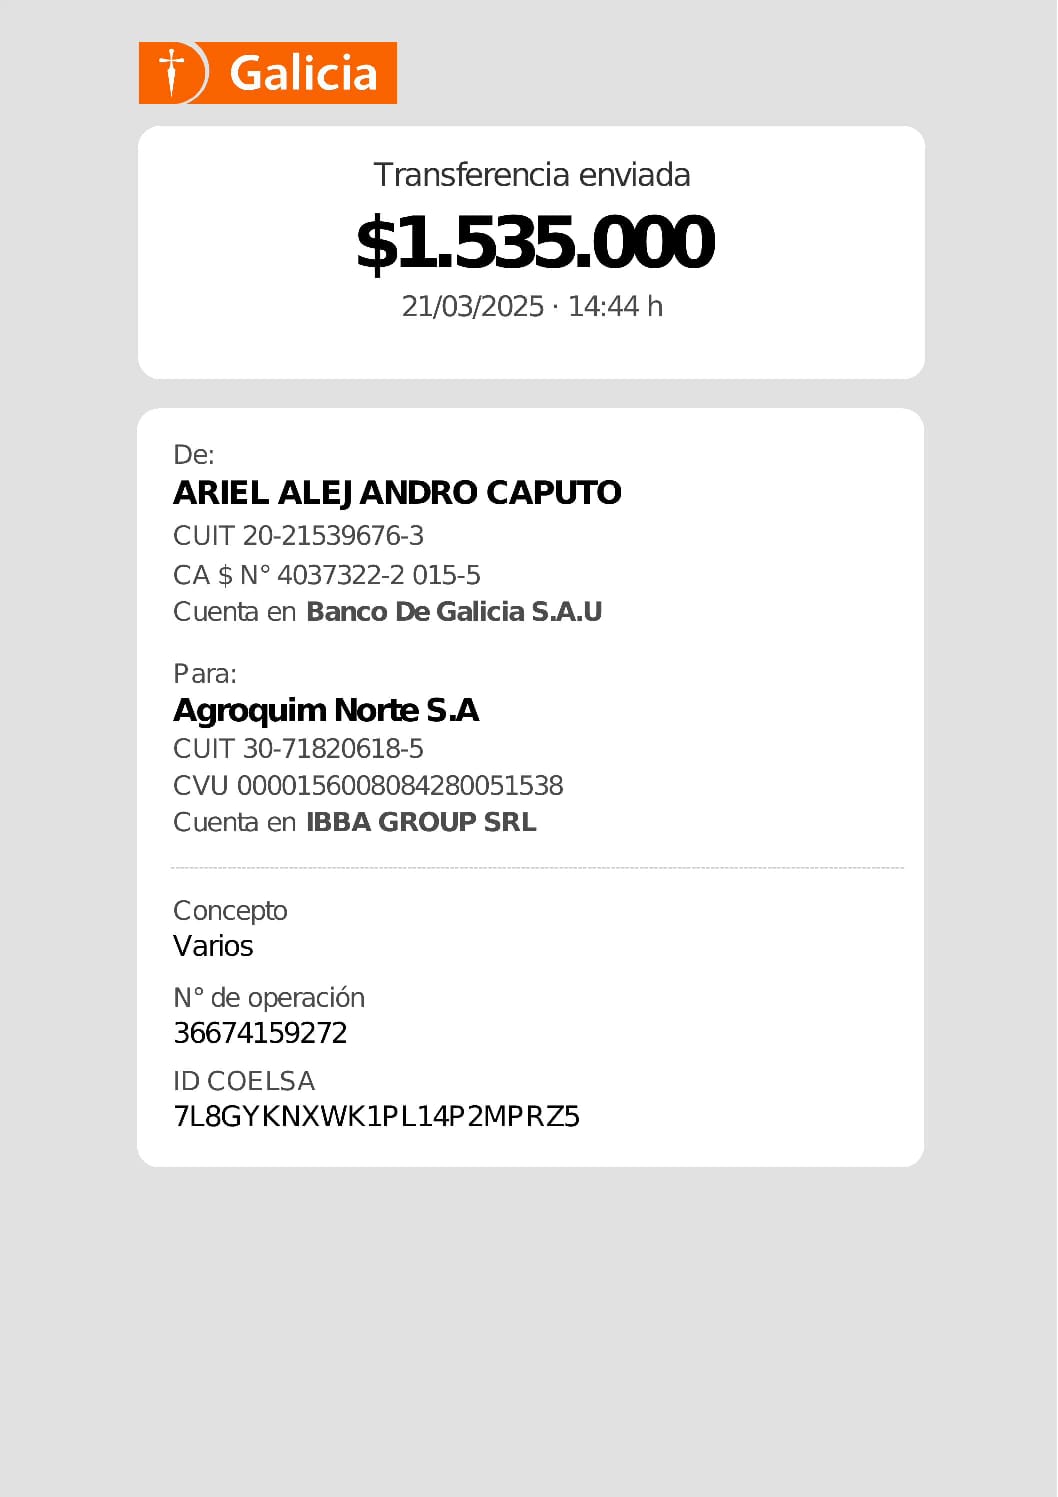 Galicia
Transferencia enviada
$1.535.000
21/03/2025 · 14:44 h
De:
ARIEL ALEJANDRO CAPUTO
CUIT 20-21539676-3
CA $ N° 4037322-2 015-5
Cuenta en Banco De Galicia S.A.U
Para:
Agroquim Norte S.A
CUIT 30-71820618-5
CVU 0000156008084280051538
Cuenta en IBBA GROUP SRL
Concepto
Varios
N° de operación
36674159272
ID COELSA
7L8GYKNXWK1PL14P2MPRZ5